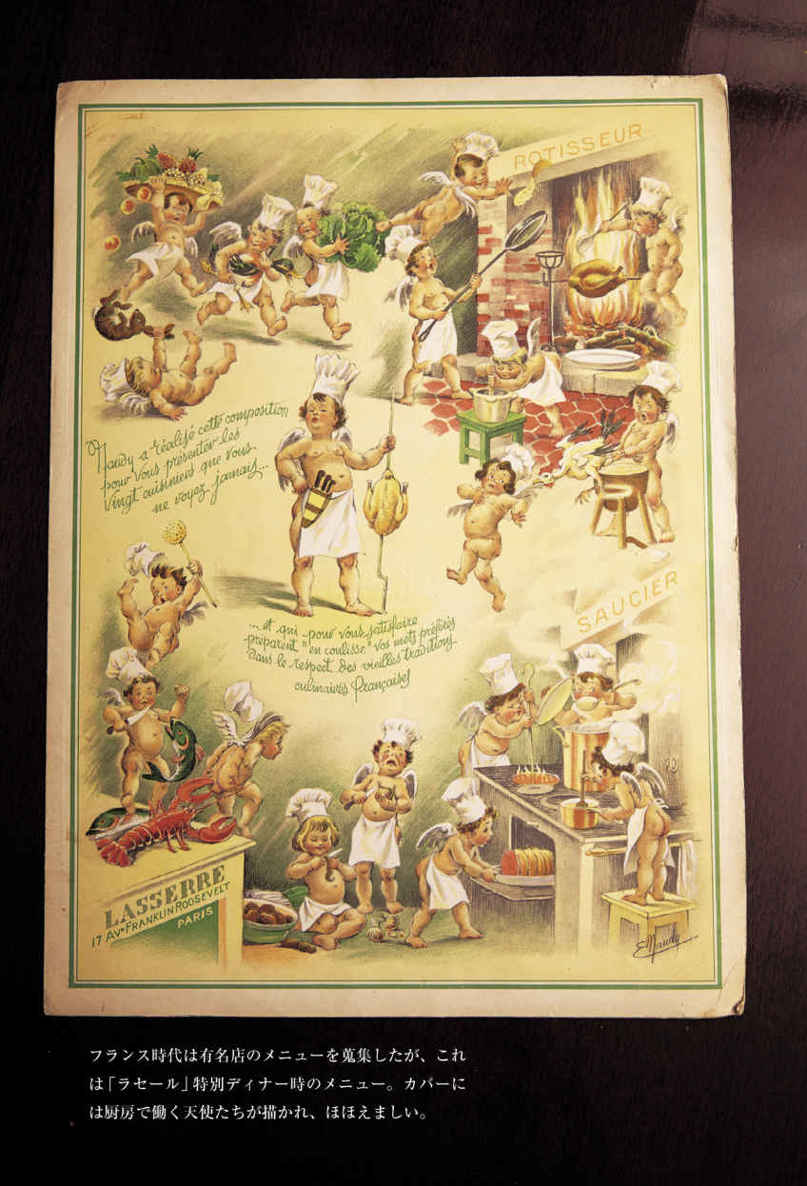 ROTISSEUR
Naudy a réalisé cette composition
pour vous présenter les
vingt cuisiniers que vous
ne voyez jamais...
...et qui pour vous satisfaire
préparent "en coulisse" vos mets préférés
dans le respect des vieilles traditions
culinaires françaises
SAUCIER
LASSERRE
17 AVE FRANKLIN ROOSEVELT
PARIS
E Naudy
フランス時代は有名店のメニューを蒐集したが、これ
は「ラセール」特別ディナー時のメニュー。カバーに
は厨房で働く天使たちが描かれ、ほほえましい。